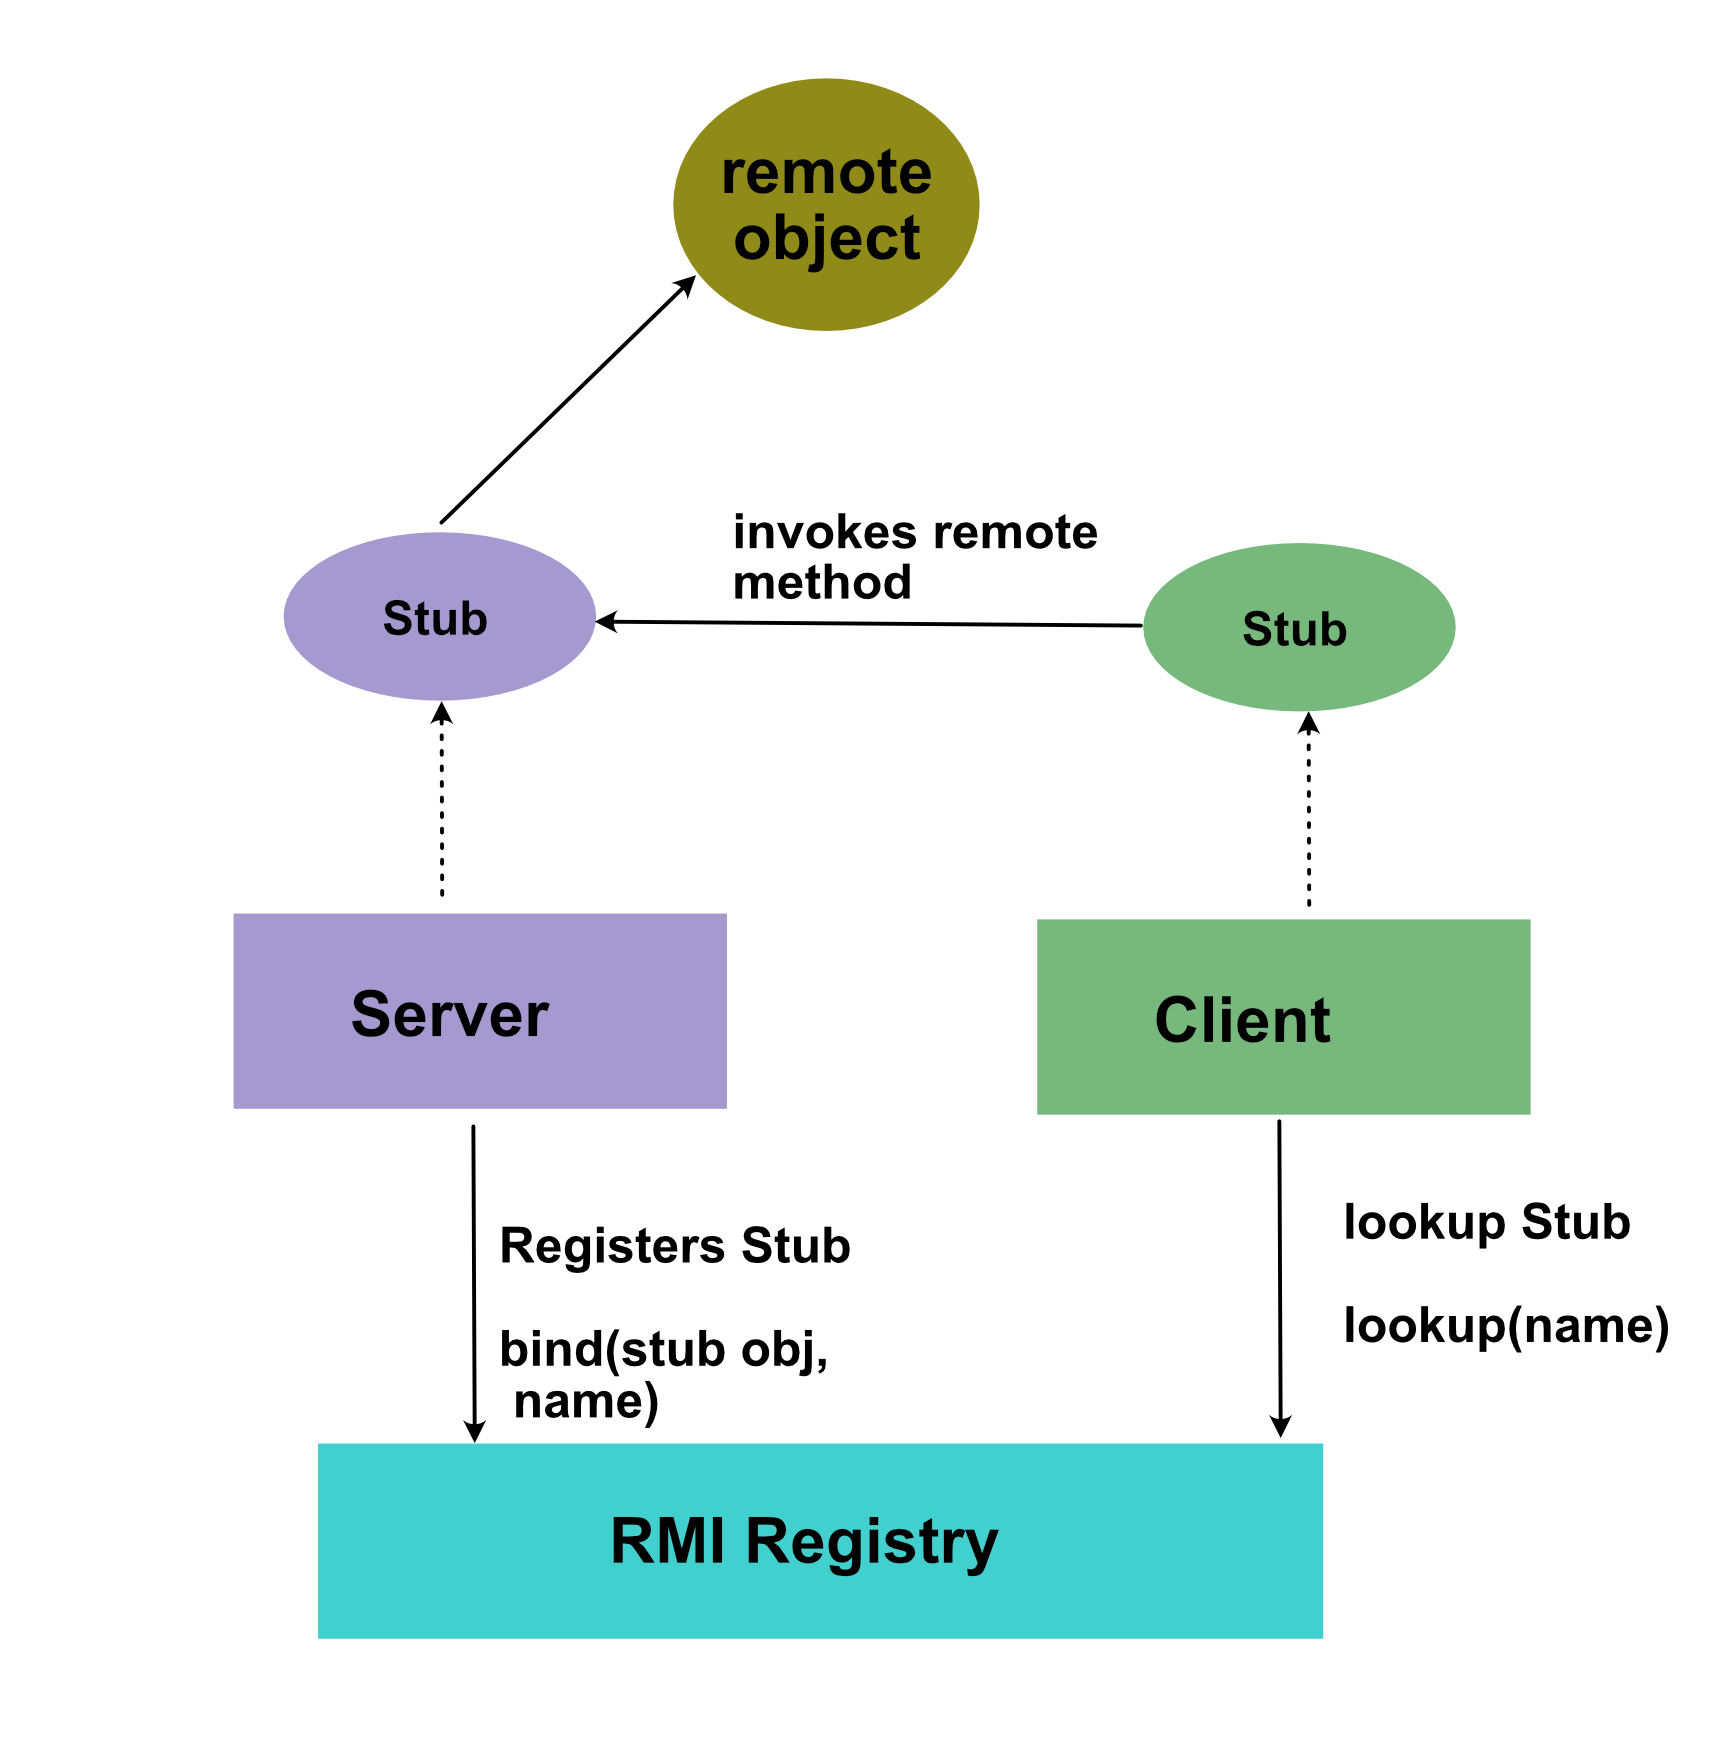 remote
object
invokes remote
method
Stub
Stub
Server
Client
Registers Stub
bind(stub obj,
name)
lookup Stub
lookup(name)
RMI Registry